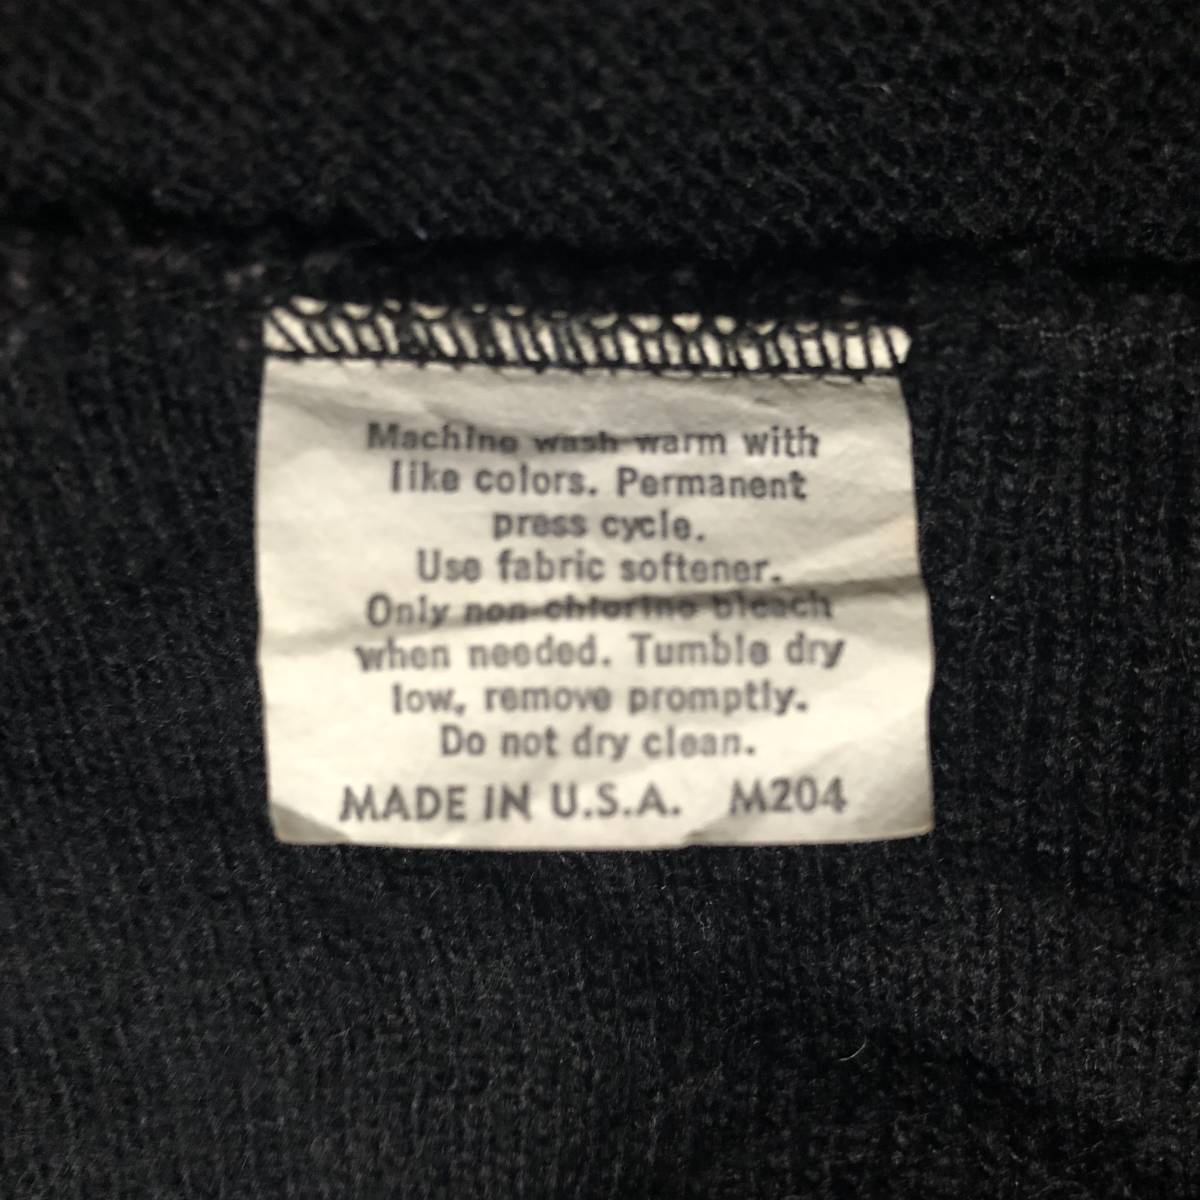 Machine wash warm with
like colors. Permanent
press cycle.
Use fabric softener.
Only non-chlorine bleach
when needed. Tumble dry
low, remove promptly.
Do not dry clean.
MADE IN U.S.A. M204